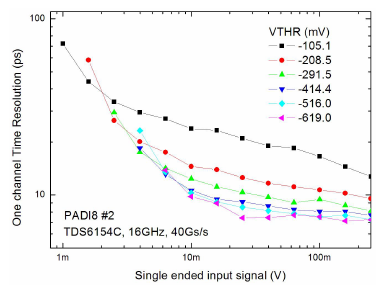 100
10
One channel Time Resolution (ps)
VTHR (mV)
-105.1
-208.5
-291.5
-414.4
-516.0
-619.0
PADI8 #2
TDS6154C, 16GHz, 40Gs/s
1m
10m
100m
Single ended input signal (V)